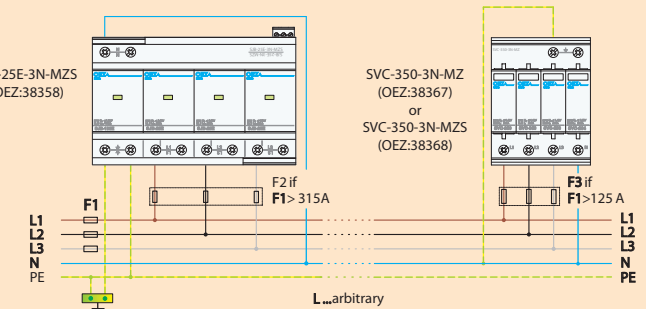 -25E-3N-MZS
OEZ:38358)
SVC-350-3N-MZ
(OEZ:38367)
or
SVC-350-3N-MZS
(OEZ:38368)
F2 if
F1> 315A
F3 if
F1>125 A
F1
L1
L2
L3
N
PE
L1
L2
L3
N
PE
L ...arbitrary